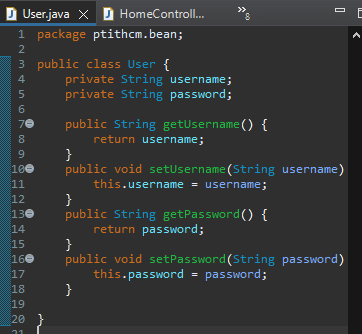 User.java HomeControll... »8
1 package ptithcm.bean;
2
3 public class User {
4 private String username;
5 private String password;
6
7 public String getUsername() {
8 return username;
9 }
10 public void setUsername(String username)
11 this.username = username;
12 }
13 public String getPassword() {
14 return password;
15 }
16 public void setPassword(String password)
17 this.password = password;
18 }
19
20 }
21